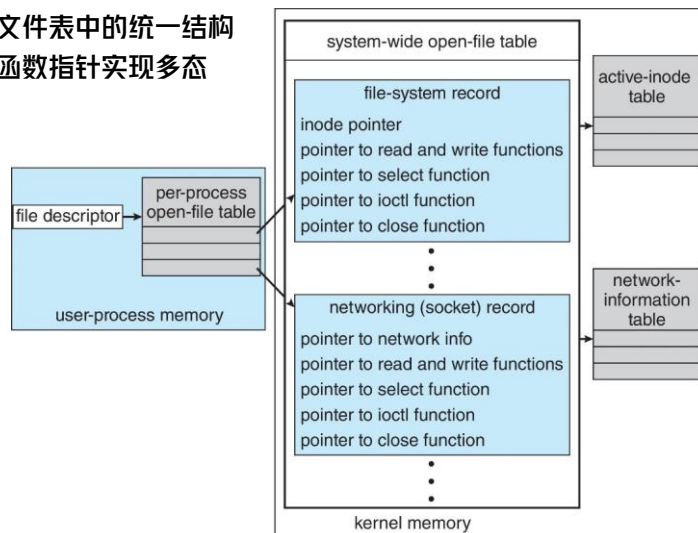 文件表中的统一结构
函数指针实现多态
system-wide open-file table
file-system record
inode pointer
pointer to read and write functions
pointer to select function
pointer to ioctl function
pointer to close function
active-inode
table
per-process
open-file table
file descriptor
user-process memory
networking (socket) record
pointer to network info
pointer to read and write functions
pointer to select function
pointer to ioctl function
pointer to close function
network-
information
table
kernel memory